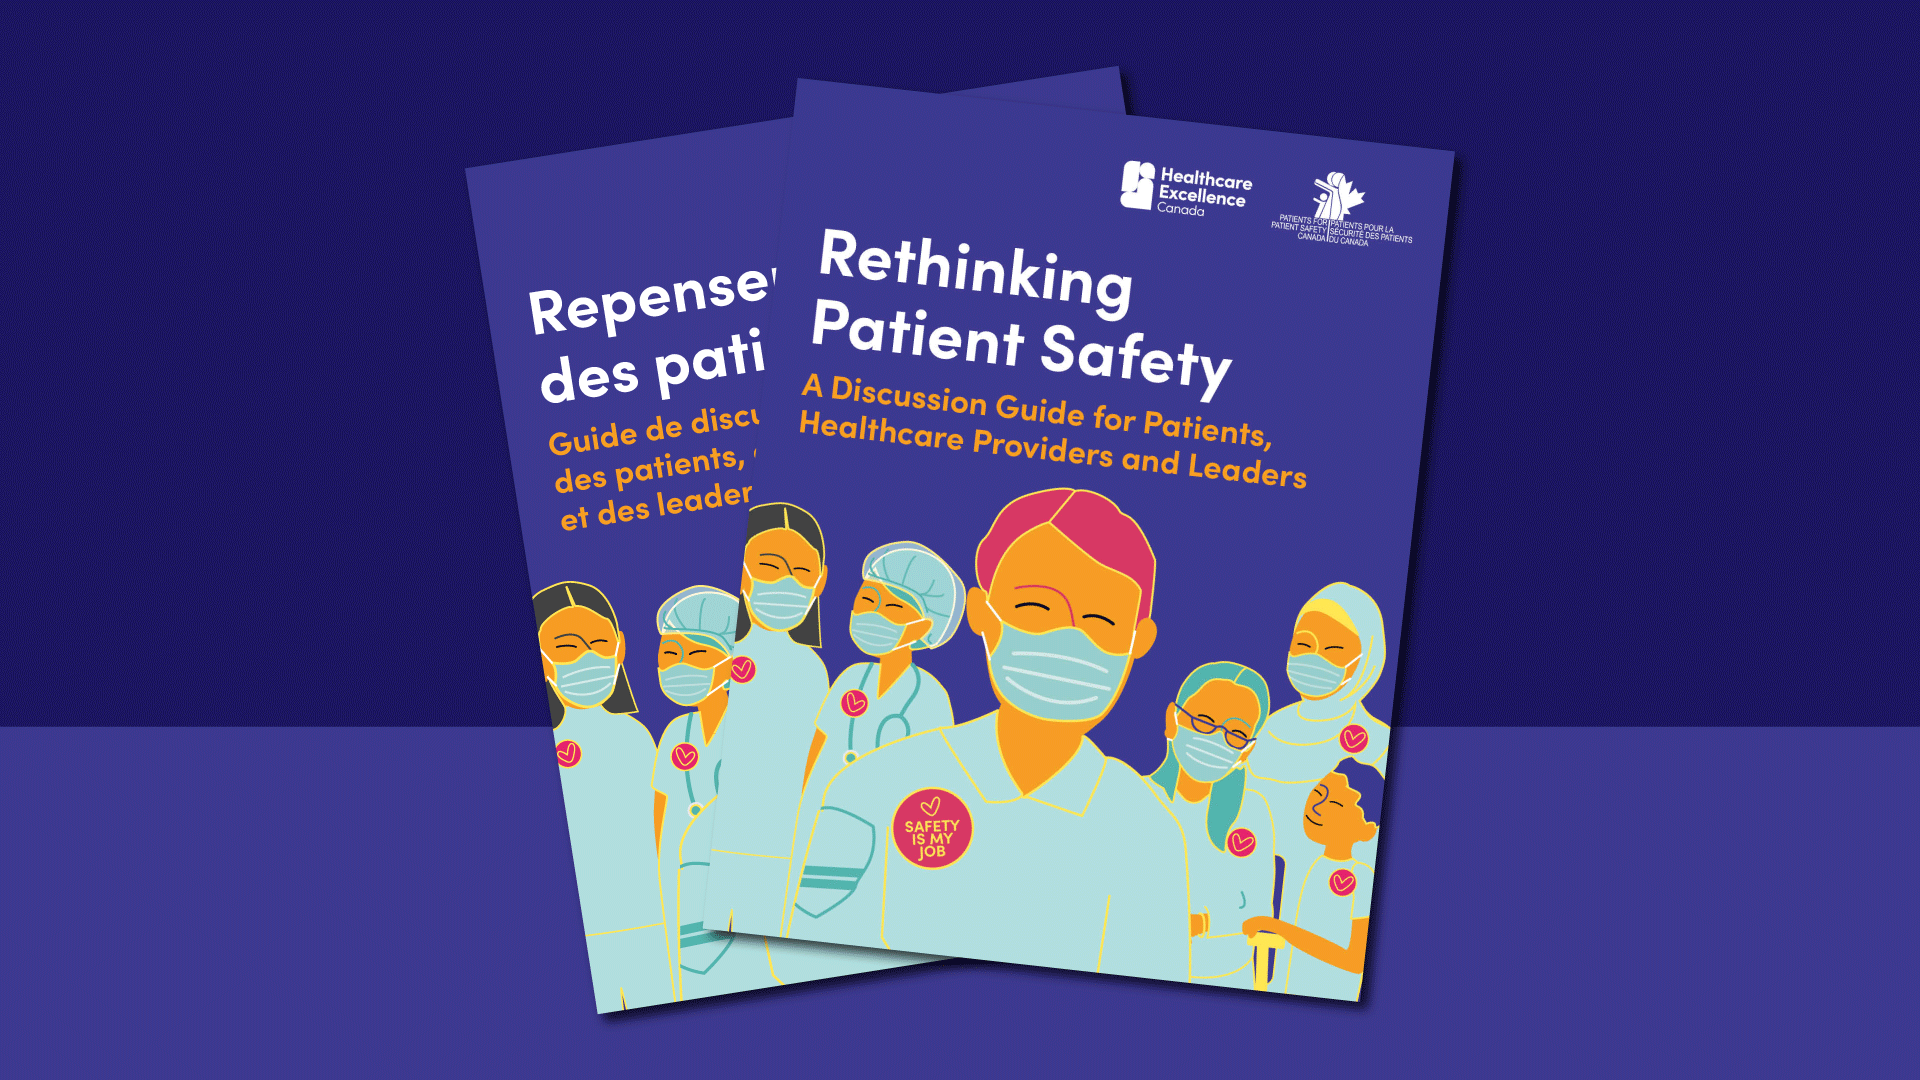 Healthcare
Excellence
Canada
PATIENTS FOR PATIENTS POUR LA
PATIENT SAFETY SÉCURITÉ DES PATIENTS
CANADA DU CANADA
Rethinking
Patient Safety
A Discussion Guide for Patients,
Healthcare Providers and Leaders
SAFETY
IS MY
JOB
Repenser
des pati
Guide de discu
des patients,
et des leader